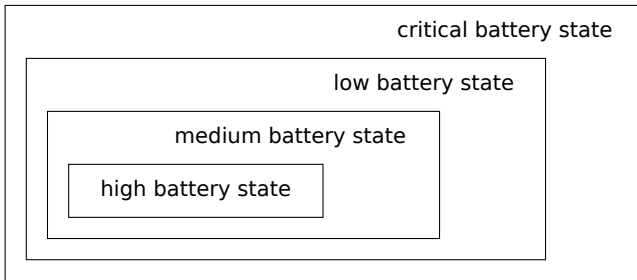 critical battery state
low battery state
medium battery state
high battery state